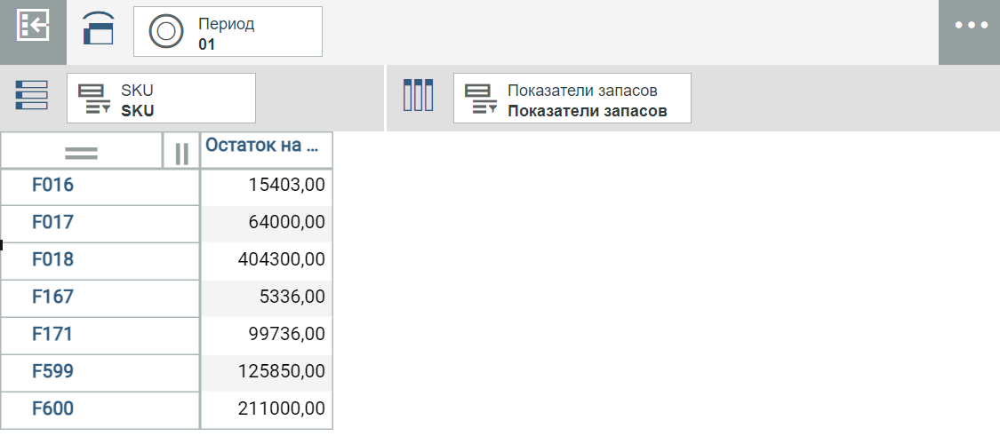 Период
01
SKU
SKU
Показатели запасов
Показатели запасов
Остаток на ...
F016 15403,00
F017 64000,00
F018 404300,00
F167 5336,00
F171 99736,00
F599 125850,00
F600 211000,00